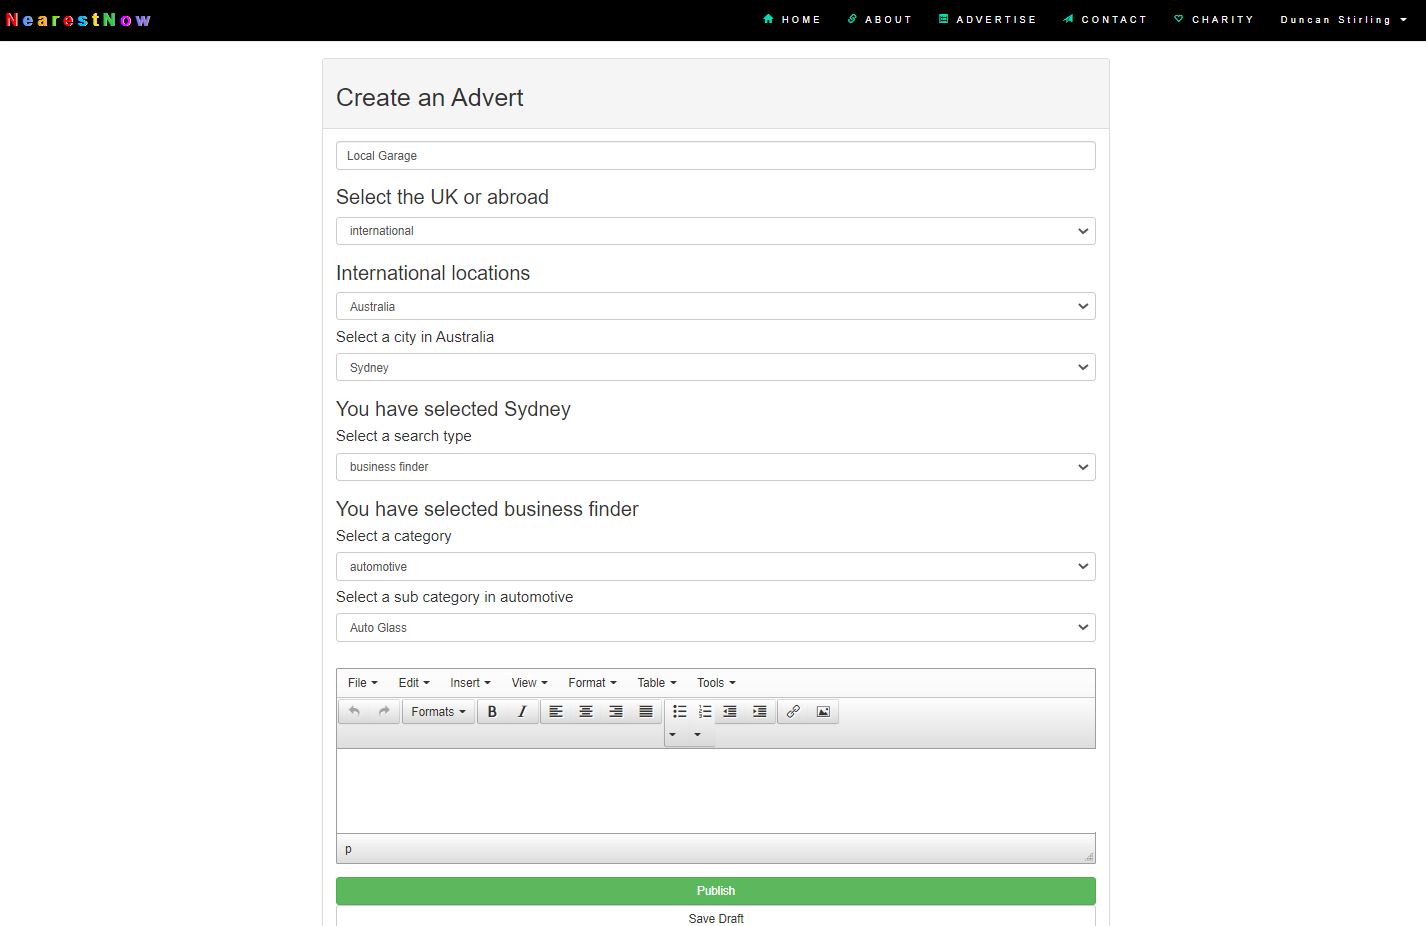 NearestNow HOME ABOUT ADVERTISE CONTACT CHARITY Duncan Stirling
Create an Advert
Local Garage
Select the UK or abroad
international
International locations
Australia
Select a city in Australia
Sydney
You have selected Sydney
Select a search type
business finder
You have selected business finder
Select a category
automotive
Select a sub category in automotive
Auto Glass
File Edit Insert View Format Table Tools
Formats B I
p
Publish
Save Draft